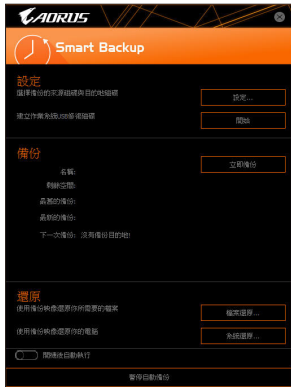 AORUS
Smart Backup
設定
選擇備份的來源磁碟與目的地磁碟
設定...
建立作業系統USB修復磁碟
開始
備份
立即備份
名稱:
剩餘空間:
最舊的備份:
最新的備份:
下一次備份: 沒有備份目的地!
還原
使用備份映像還原你所需要的檔案
檔案還原...
使用備份映像還原你的電腦
系統還原...
開機後自動執行
暫停自動備份